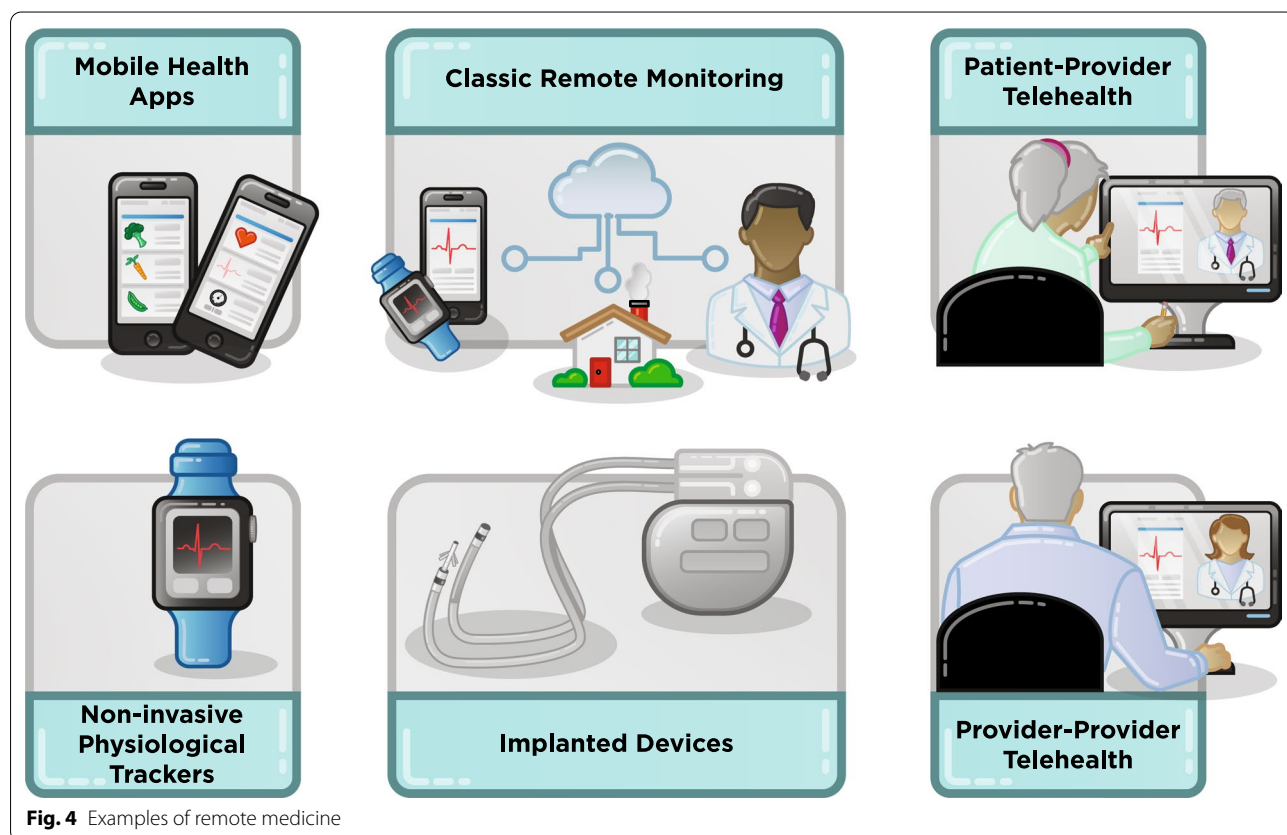 Mobile Health
Apps
Classic Remote Monitoring
Patient-Provider
Telehealth
Non-invasive
Physiological
Trackers
Implanted Devices
Provider-Provider
Telehealth
Fig. 4 Examples of remote medicine